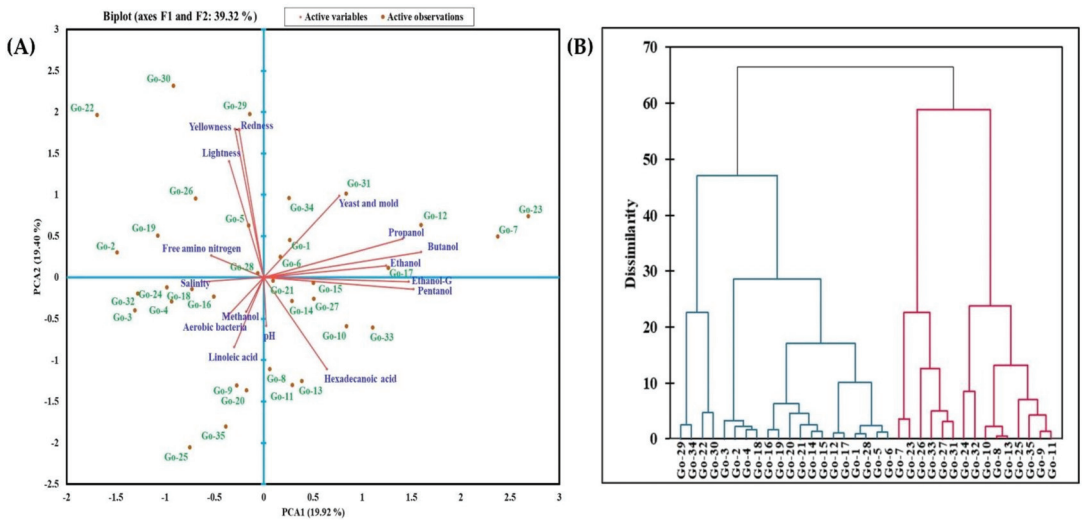 Biplot (axes F1 and F2: 39.32 %)
Active variables
Active observations
(A)
PCA2 (19.40 %)
3
2.5
2
1.5
1
0.5
0
-0.5
-1
-1.5
-2
-2.5
Go-30
Go-22
Go-29
Yellowness
Redness
Lightness
Go-26
Go-31
Go-34
Yeast and mold
Go-23
Go-5
Go-12
Go-19
Propanol
Go-7
Go-2
Free amino nitrogen
Go-1
Butanol
Go-6
Ethanol
Go-28
Go-17
Salinity
Go-21
Go-15
Ethanol-G
Pentanol
Go-24
Go-18
Go-32
Go-4
Go-16
Go-14
Go-27
Go-3
Methanol
Aerobic bacteria
pH
Go-10
Go-33
Linoleic acid
Go-8
Hexadecanoic acid
Go-9
Go-11
Go-13
Go-20
Go-35
Go-25
-2
-1.5
-1
-0.5
0
0.5
1
1.5
2
2.5
3
PCA1 (19.92 %)
(B)
Dissimilarity
70
60
50
40
30
20
10
0
Go-29
Go-34
Go-22
Go-30
Go-3
Go-2
Go-4
Go-18
Go-16
Go-19
Go-20
Go-21
Go-14
Go-15
Go-12
Go-17
Go-1
Go-28
Go-5
Go-6
Go-7
Go-23
Go-26
Go-33
Go-27
Go-31
Go-24
Go-32
Go-10
Go-8
Go-13
Go-25
Go-35
Go-9
Go-11